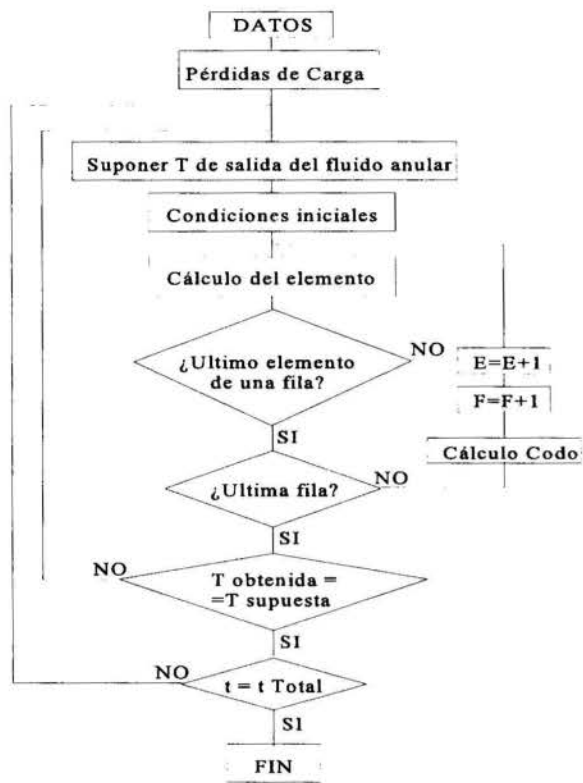 DATOS
Pérdidas de Carga
Suponer T de salida del fluido anular
Condiciones iniciales
Cálculo del elemento
¿Ultimo elemento
de una fila?
NO
E=E+1
F=F+1
SI
Cálculo Codo
¿Ultima fila?
NO
SI
NO
T obtenida =
=T supuesta
SI
NO
t = t Total
SI
FIN